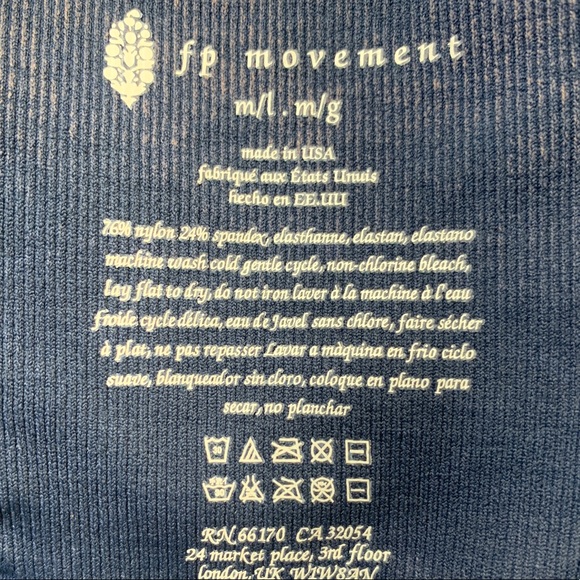 fp movement
m/l . m/g
made in USA
fabriqué aux États Unuis
hecho en EE.UU
76% nylon 24% spandex, elasthanne, elastan, elastano
machine wash cold gentle cycle, non-chlorine bleach,
lay flat to dry, do not iron laver à la machine à l'eau
froide cycle délica, eau de Javel sans chlore, faire sécher
à plat, ne pas repasser Lavar a màquina en frio ciclo
suave, blanqueador sin cloro, coloque en plano para
secar, no planchar
RN 66170 CA 32054
24 market place, 3rd floor
london, UK W1W8AN